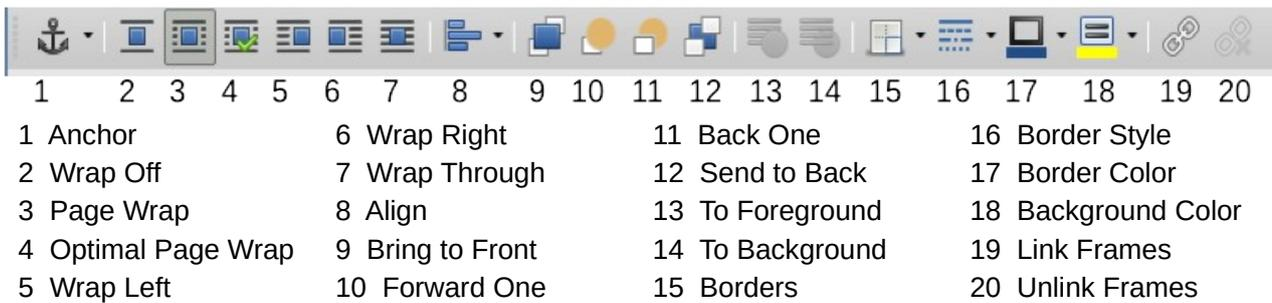 1 2 3 4 5 6 7 8 9 10 11 12 13 14 15 16 17 18 19 20
1 Anchor
2 Wrap Off
3 Page Wrap
4 Optimal Page Wrap
5 Wrap Left
6 Wrap Right
7 Wrap Through
8 Align
9 Bring to Front
10 Forward One
11 Back One
12 Send to Back
13 To Foreground
14 To Background
15 Borders
16 Border Style
17 Border Color
18 Background Color
19 Link Frames
20 Unlink Frames